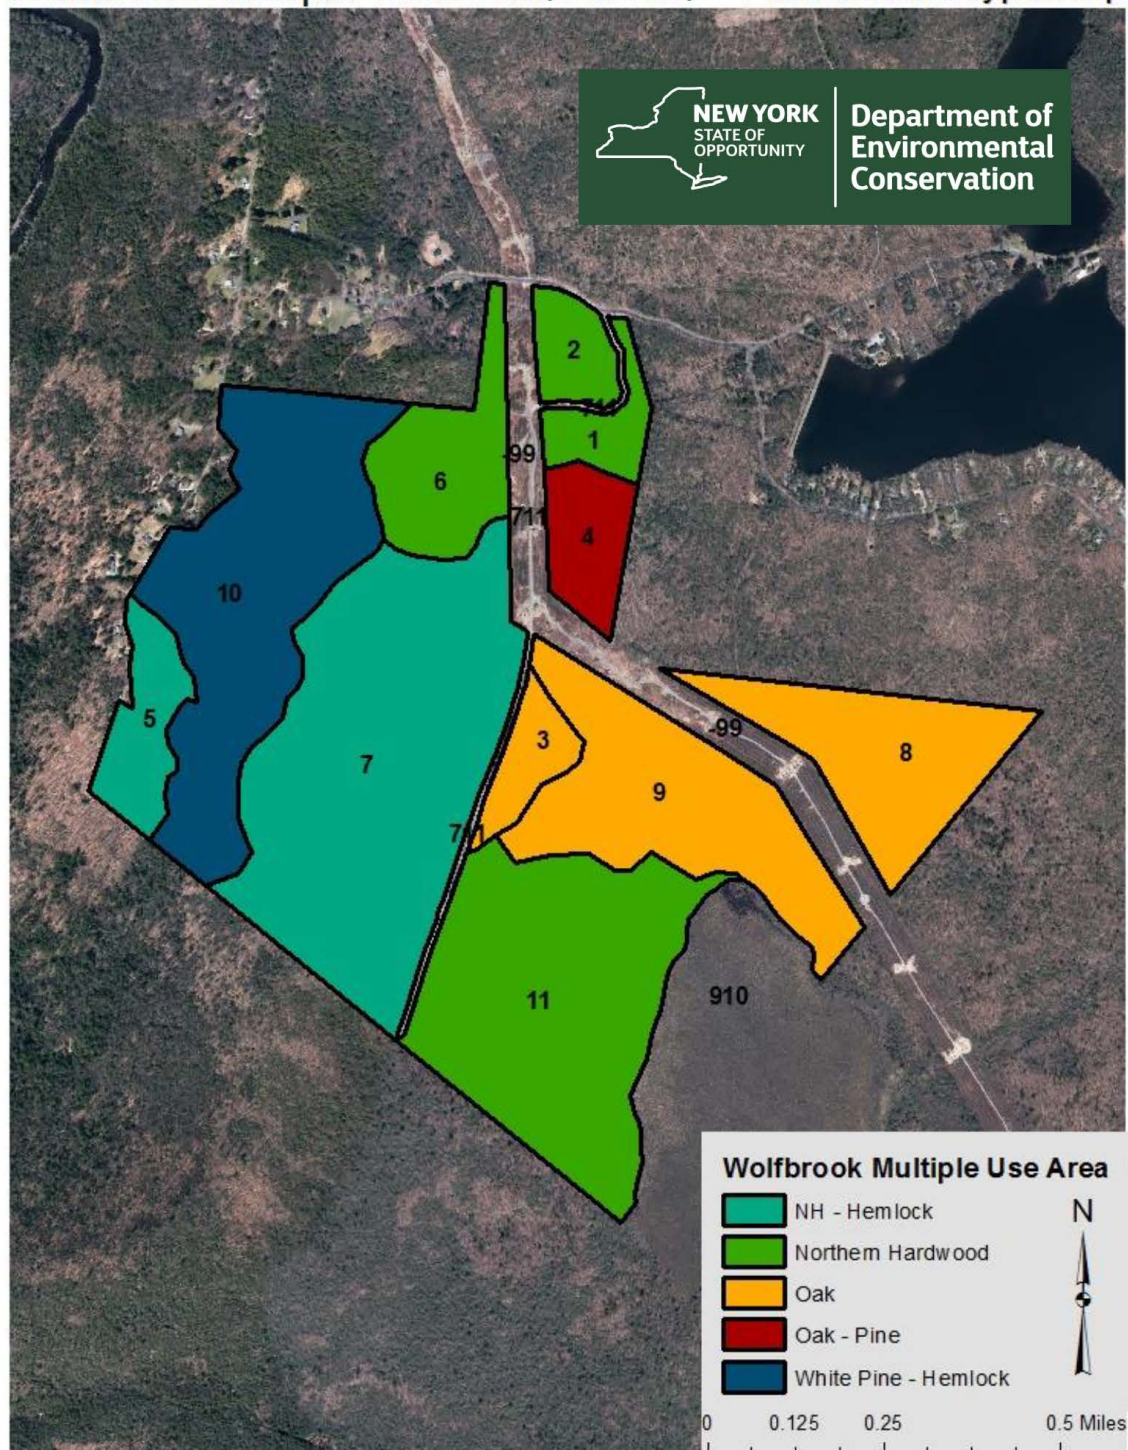 NEW YORK
STATE OF
OPPORTUNITY
Department of
Environmental
Conservation
2
1
-99
6
711
4
10
5
3
-99
8
7
9
11
910
Wolfbrook Multiple Use Area
NH - Hemlock
N
Northern Hardwood
Oak
Oak - Pine
White Pine - Hemlock
0 0.125 0.25 0.5 Miles